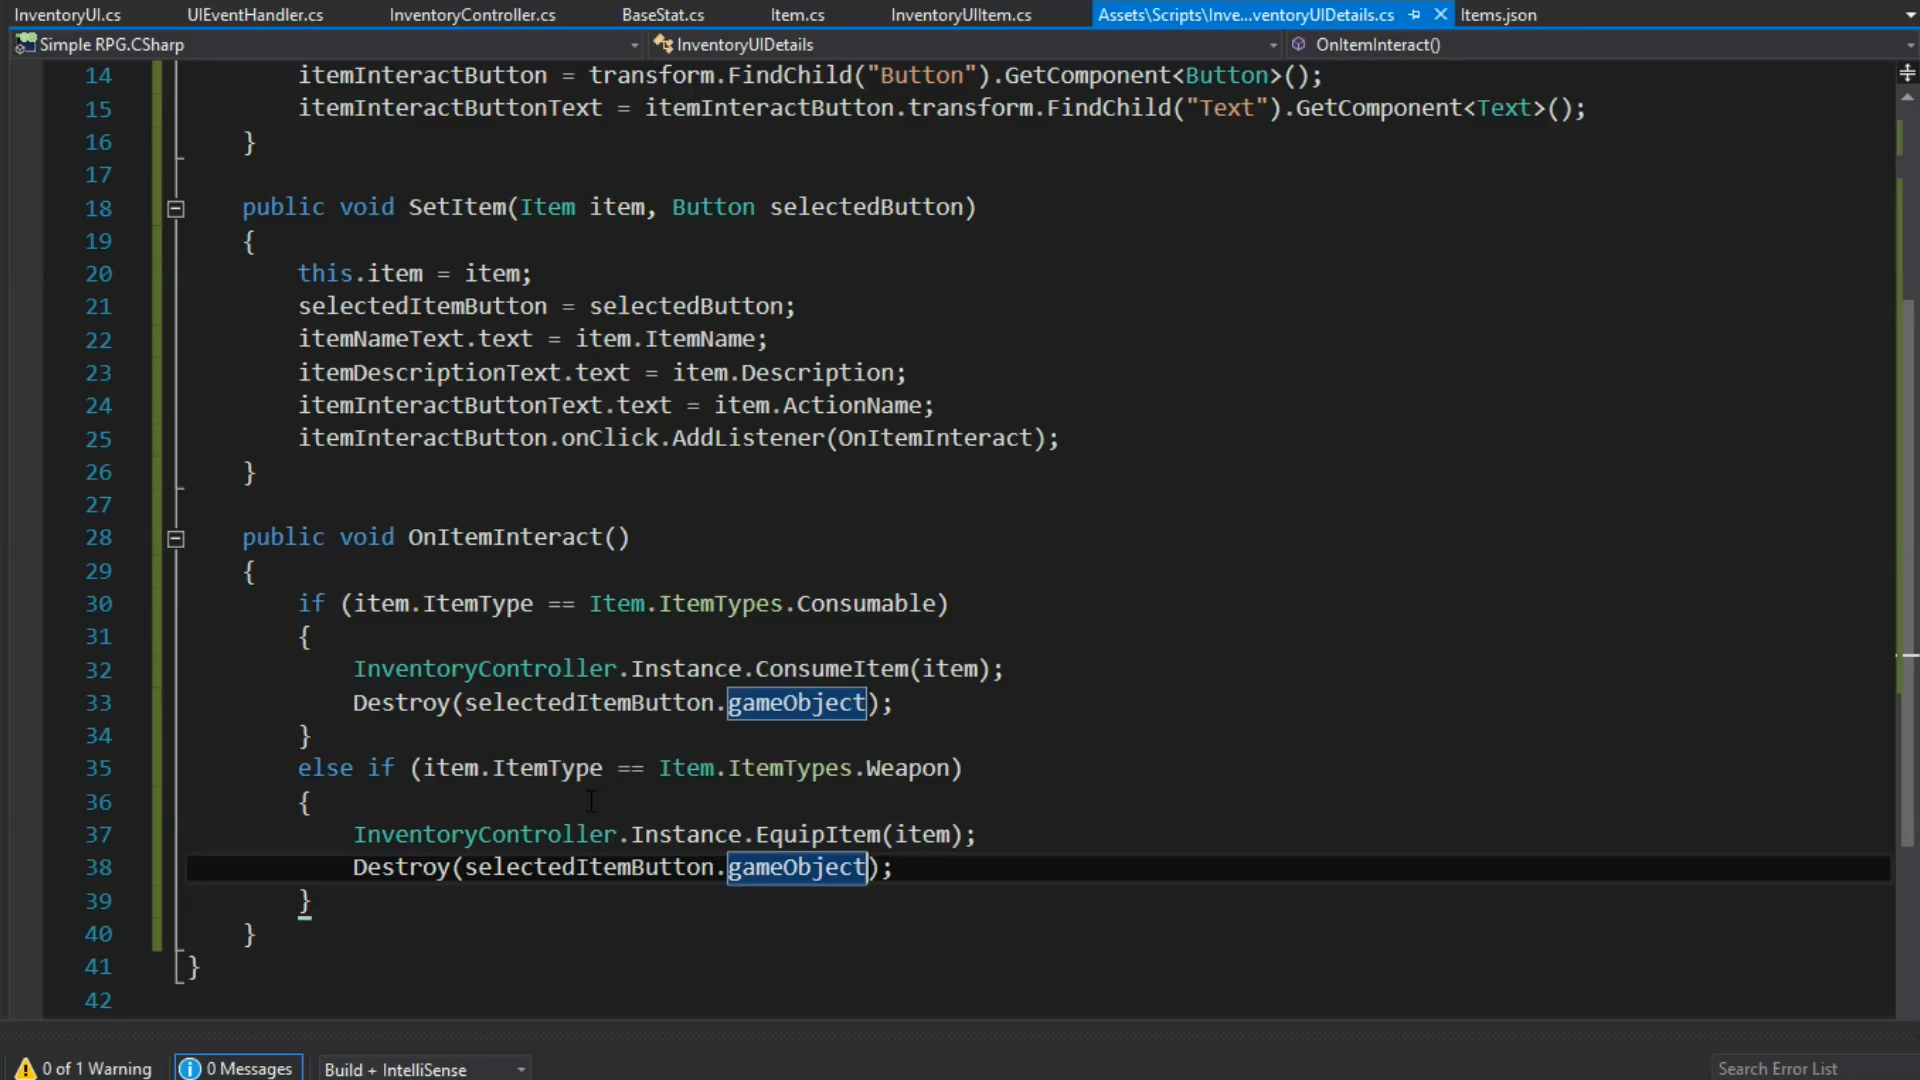 InventoryUI.cs UIEventHandler.cs InventoryController.cs BaseStat.cs Item.cs InventoryUIItem.cs Assets\Scripts\Inve...ventoryUIDetails.cs Items.json
Simple RPG.CSharp InventoryUIDetails OnItemInteract()
14 itemInteractButton = transform.FindChild("Button").GetComponent<Button>();
15 itemInteractButtonText = itemInteractButton.transform.FindChild("Text").GetComponent<Text>();
16 }
17
18 public void SetItem(Item item, Button selectedButton)
19 {
20 this.item = item;
21 selectedItemButton = selectedButton;
22 itemNameText.text = item.ItemName;
23 itemDescriptionText.text = item.Description;
24 itemInteractButtonText.text = item.ActionName;
25 itemInteractButton.onClick.AddListener(OnItemInteract);
26 }
27
28 public void OnItemInteract()
29 {
30 if (item.ItemType == Item.ItemTypes.Consumable)
31 {
32 InventoryController.Instance.ConsumeItem(item);
33 Destroy(selectedItemButton.gameObject);
34 }
35 else if (item.ItemType == Item.ItemTypes.Weapon)
36 {
37 InventoryController.Instance.EquipItem(item);
38 Destroy(selectedItemButton.gameObject);
39 }
40 }
41 }
42
0 of 1 Warning 0 Messages Build + IntelliSense Search Error List